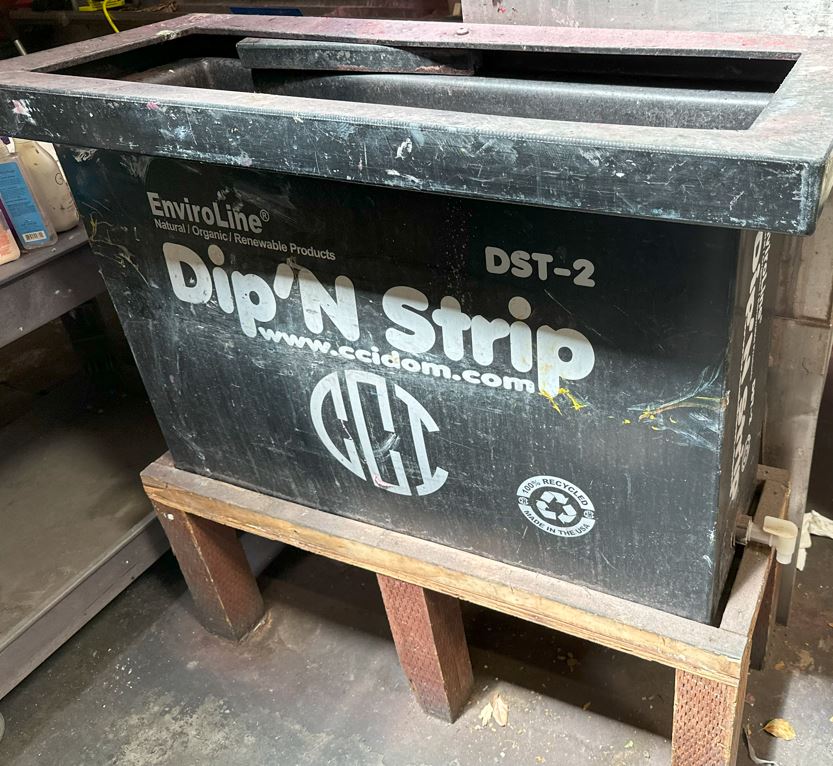 EnviroLine®
Natural / Organic / Renewable Products
DST-2
Dip'N Strip
www.ccidom.com
CCI
100% RECYCLED
MADE IN THE USA